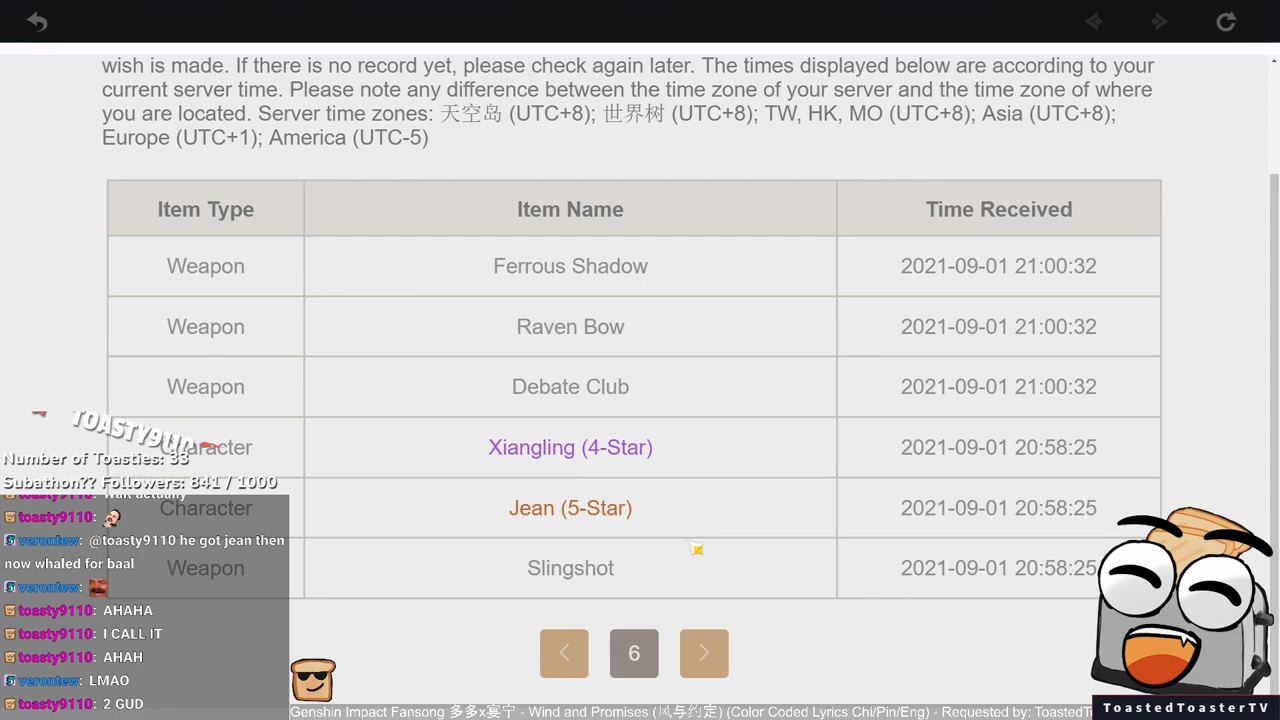 wish is made. If there is no record yet, please check again later. The times displayed below are according to your
current server time. Please note any difference between the time zone of your server and the time zone of where
you are located. Server time zones: 天空岛 (UTC+8); 世界树 (UTC+8); TW, HK, MO (UTC+8); Asia (UTC+8);
Europe (UTC+1); America (UTC-5)
Item Type Item Name Time Received
Weapon Ferrous Shadow 2021-09-01 21:00:32
Weapon Raven Bow 2021-09-01 21:00:32
Weapon Debate Club 2021-09-01 21:00:32
Character Xiangling (4-Star) 2021-09-01 20:58:25
Character Jean (5-Star) 2021-09-01 20:58:25
Weapon Slingshot 2021-09-01 20:58:25
6
TOASTY9110
Number of Toasties: 38
Subathon?? Followers: 841 / 1000
toasty9110: Wait actually
toasty9110:
verontew: @toasty9110 he got jean then
now whaled for baal
verontew:
toasty9110: AHAHA
toasty9110: I CALL IT
toasty9110: AHAH
verontew: LMAO
toasty9110: 2 GUD
Genshin Impact Fansong 多多x宴宁 - Wind and Promises (风与约定) (Color Coded Lyrics Chi/Pin/Eng) - Requested by: ToastedT
ToastedToasterTV